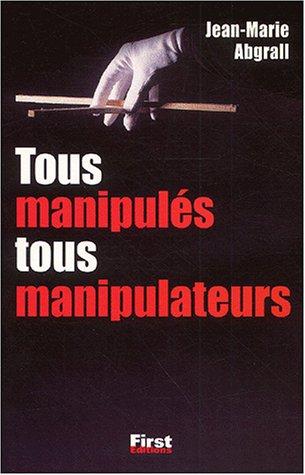 Jean-Marie
Abgrall
Tous
manipulés
tous
manipulateurs
First
Editions